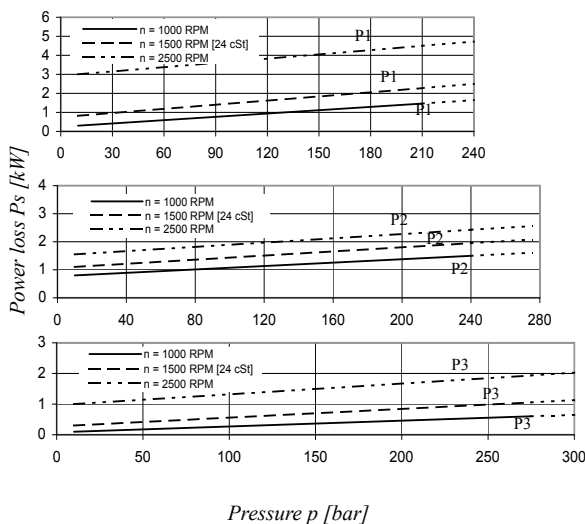 Power loss Ps [kW]
6
5
4
3
2
1
0
n = 1000 RPM
n = 1500 RPM [24 cSt]
n = 2500 RPM
P1
P1
P1
0
30
60
90
120
150
180
210
240
4
3
2
1
0
n = 1000 RPM
n = 1500 RPM [24 cSt]
n = 2500 RPM
P2
P2
P2
0
40
80
120
160
200
240
280
3
2
1
0
n = 1000 RPM
n = 1500 RPM [24 cSt]
n = 2500 RPM
P3
P3
P3
0
50
100
150
200
250
300
Pressure p [bar]